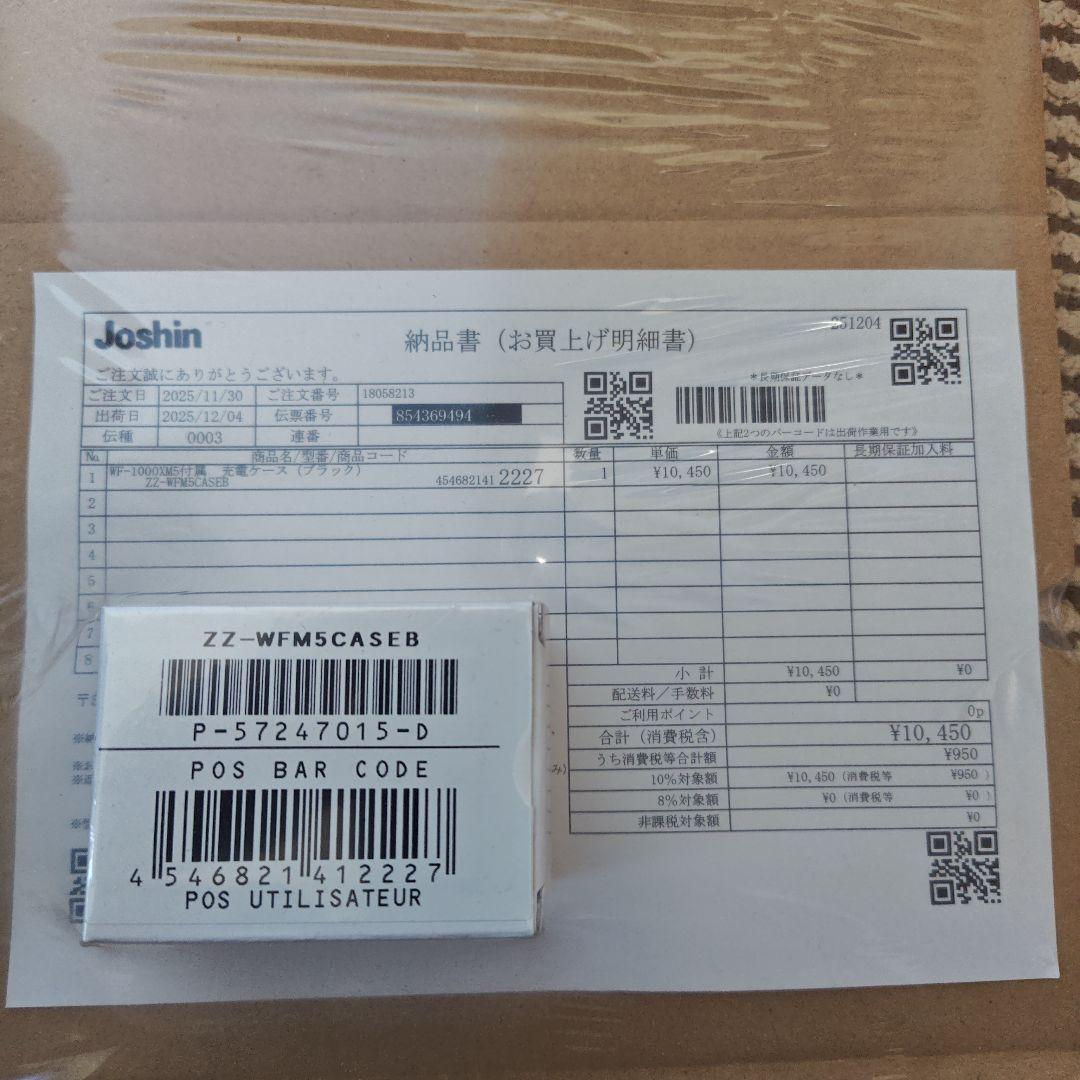 Joshin
納品書（お買上げ明細書）
251204
ご注文誠にありがとうございます。
＊長期保証データなし＊
ご注文日 2025/11/30 ご注文番号 18058213
出荷日 2025/12/04 伝票番号 854369494
伝種 0003 連番
《上記2つのバーコードは出荷作業用です》
No. 商品名/型番/商品コード 数量 単価 金額 長期保証加入料
1 WF-1000XM5付属 充電ケース（ブラック）
ZZ-WFM5CASEB 454682141 2227 1 ¥10,450 ¥10,450
2
3
4
5
6
7
8
小計 ¥10,450 ¥0
配送料／手数料 ¥0
ご利用ポイント 0p
合計（消費税含） ¥10,450
うち消費税等合計額 ¥950
10％対象額 ¥10,450（消費税等 ¥950 ）
8％対象額 ¥0（消費税等 ¥0 ）
非課税対象額 ¥0
〒
み）
ZZ-WFM5CASEB
P-57247015-D
POS BAR CODE
4 546821 412227
POS UTILISATEUR